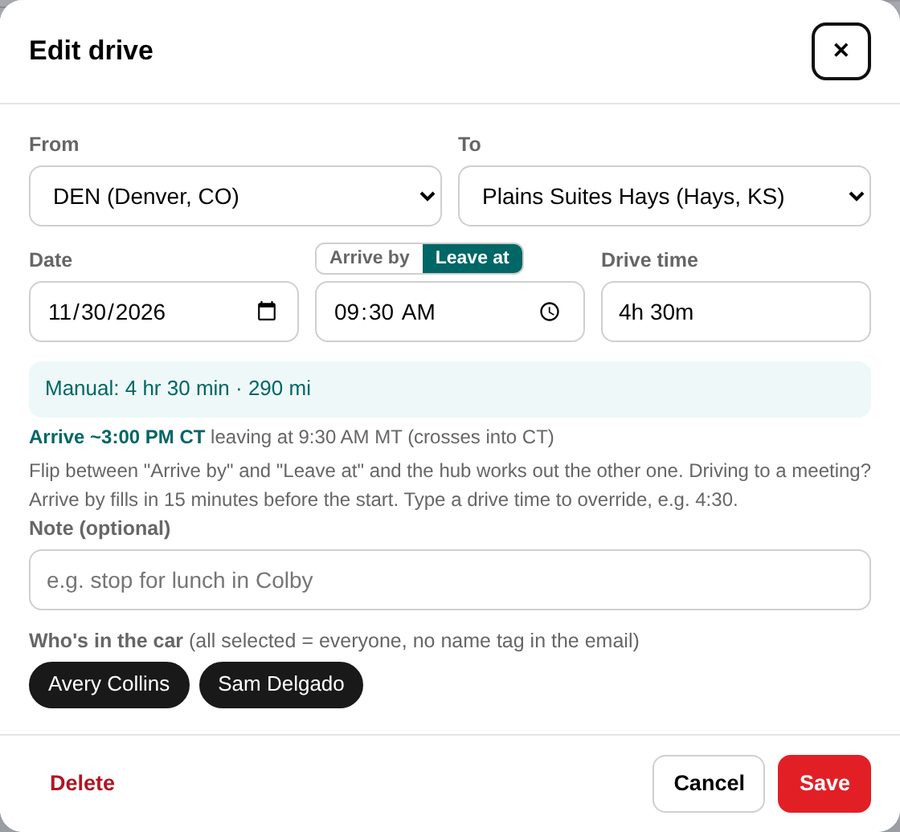 Edit drive
×
From
To
DEN (Denver, CO)
Plains Suites Hays (Hays, KS)
Date
Arrive by
Leave at
Drive time
11/30/2026
09:30 AM
4h 30m
Manual: 4 hr 30 min · 290 mi
Arrive ~3:00 PM CT leaving at 9:30 AM MT (crosses into CT)
Flip between "Arrive by" and "Leave at" and the hub works out the other one. Driving to a meeting?
Arrive by fills in 15 minutes before the start. Type a drive time to override, e.g. 4:30.
Note (optional)
e.g. stop for lunch in Colby
Who's in the car (all selected = everyone, no name tag in the email)
Avery Collins
Sam Delgado
Delete
Cancel
Save